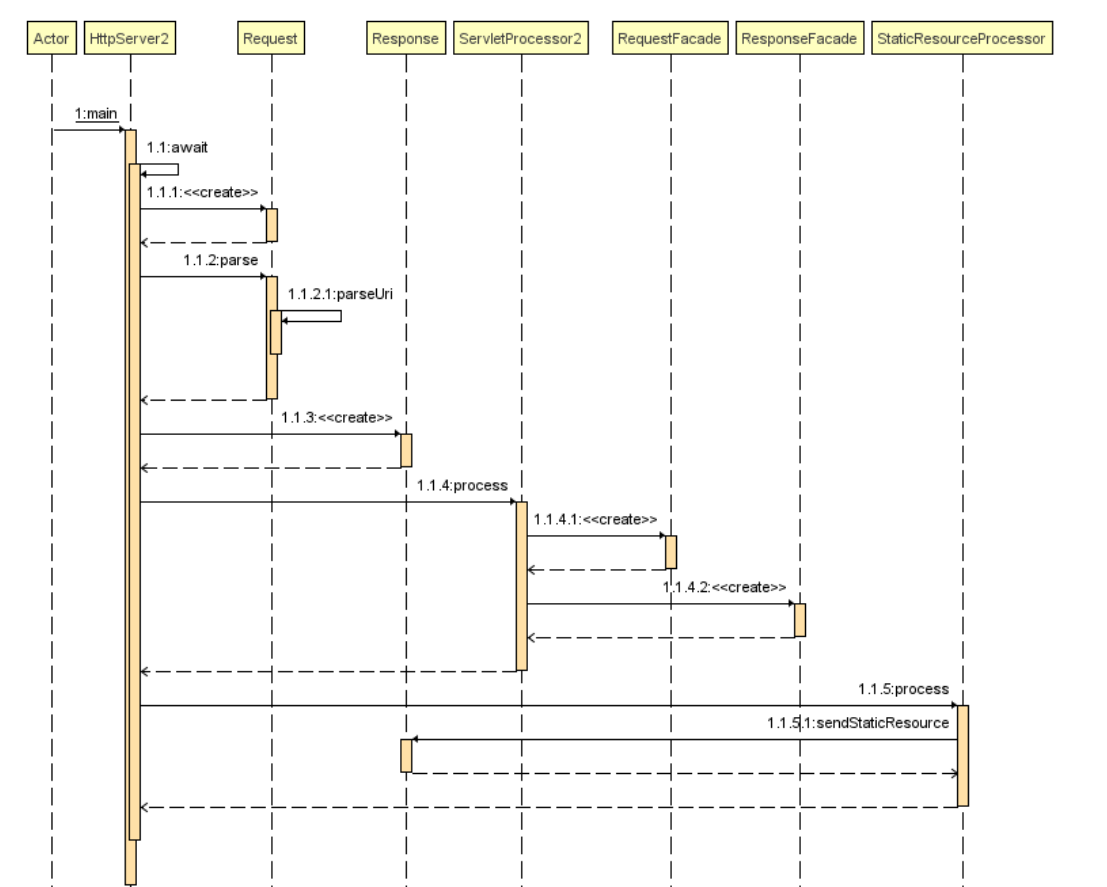 Actor
HttpServer2
Request
Response
ServletProcessor2
RequestFacade
ResponseFacade
StaticResourceProcessor
1:main
1.1:await
1.1.1:<<create>>
1.1.2:parse
1.1.2.1:parseUri
1.1.3:<<create>>
1.1.4:process
1.1.4.1:<<create>>
1.1.4.2:<<create>>
1.1.5:process
1.1.5.1:sendStaticResource